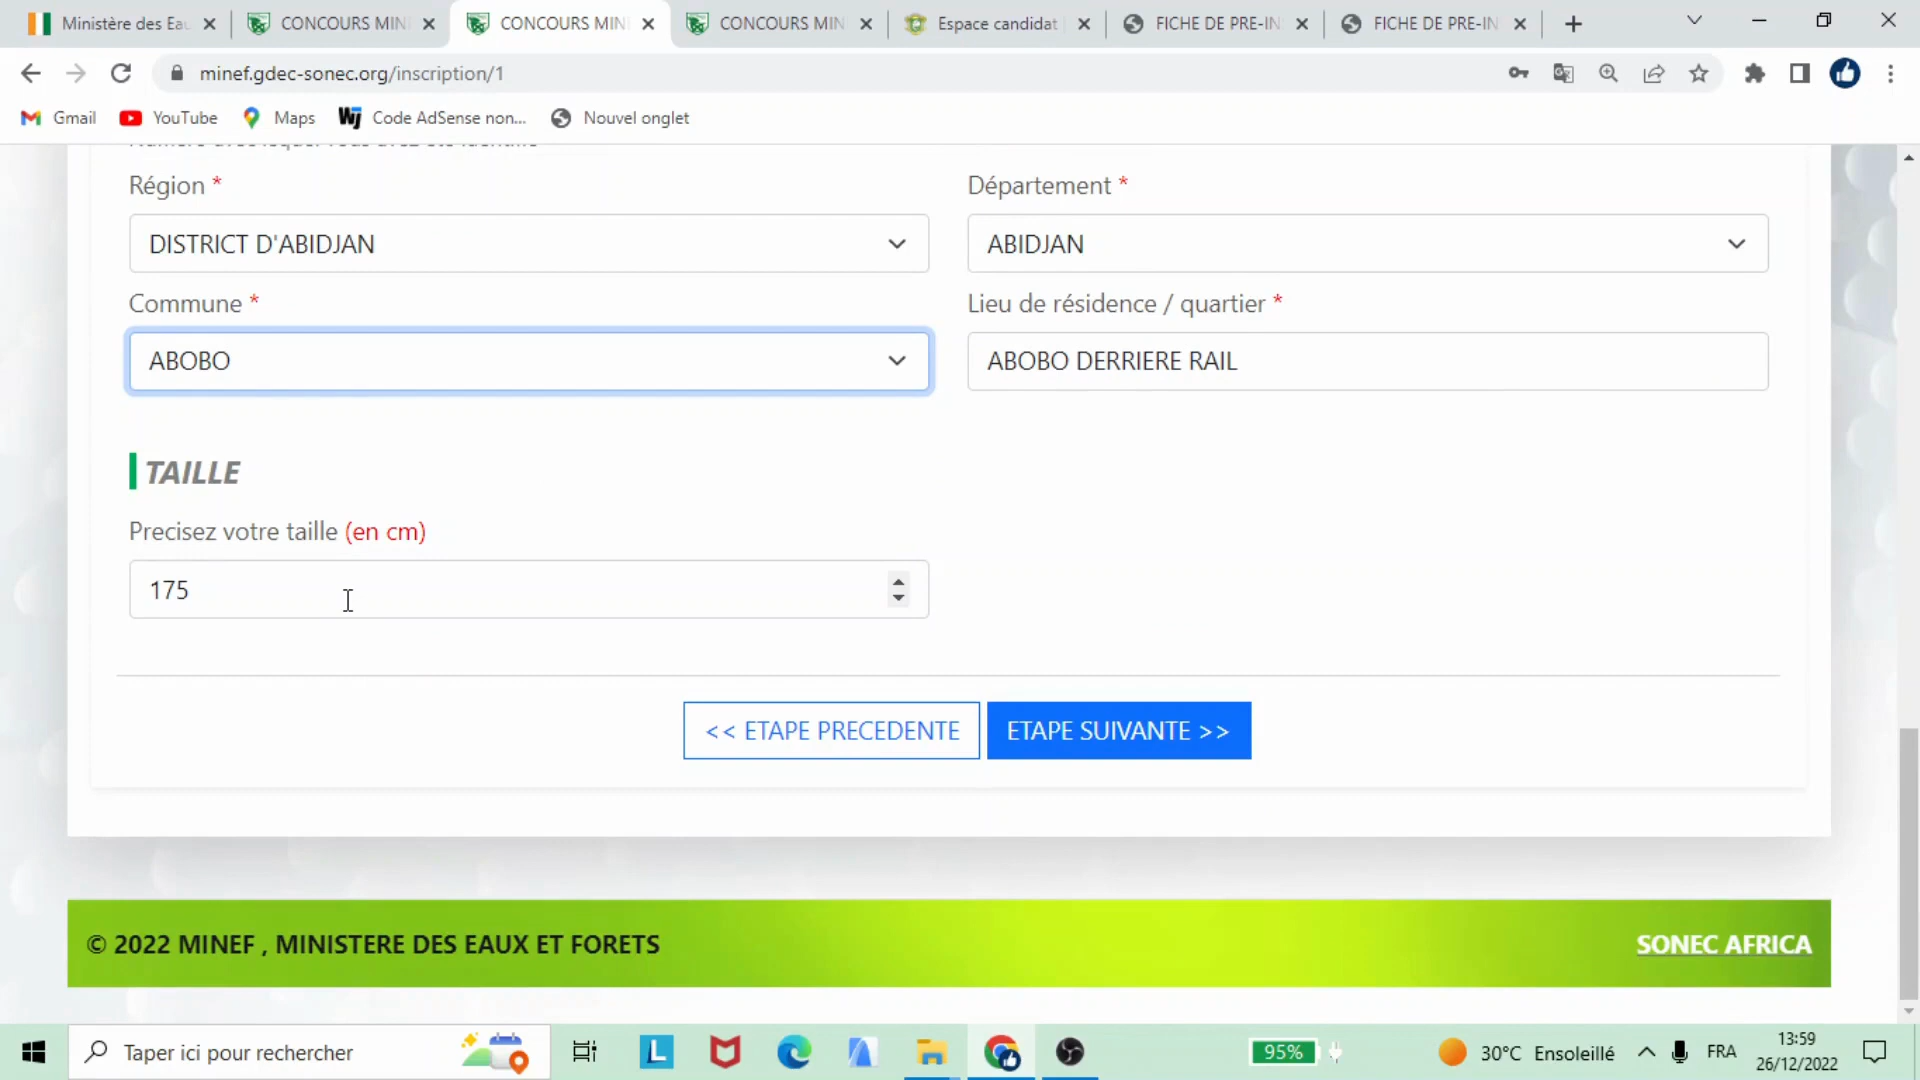 Ministère des Eau
CONCOURS MINE
CONCOURS MINE
CONCOURS MIN
Espace candidat |
FICHE DE PRE-IN
FICHE DE PRE-IN
minef.gdec-sonec.org/inscription/1
Gmail
YouTube
Maps
Code AdSense non...
Nouvel onglet
Région *
Département *
DISTRICT D'ABIDJAN
ABIDJAN
Commune *
Lieu de résidence / quartier *
ABOBO
ABOBO DERRIERE RAIL
TAILLE
Precisez votre taille (en cm)
175
<< ETAPE PRECEDENTE
ETAPE SUIVANTE >>
© 2022 MINEF , MINISTERE DES EAUX ET FORETS
SONEC AFRICA
Taper ici pour rechercher
95%
30°C Ensoleillé
FRA
13:59
26/12/2022